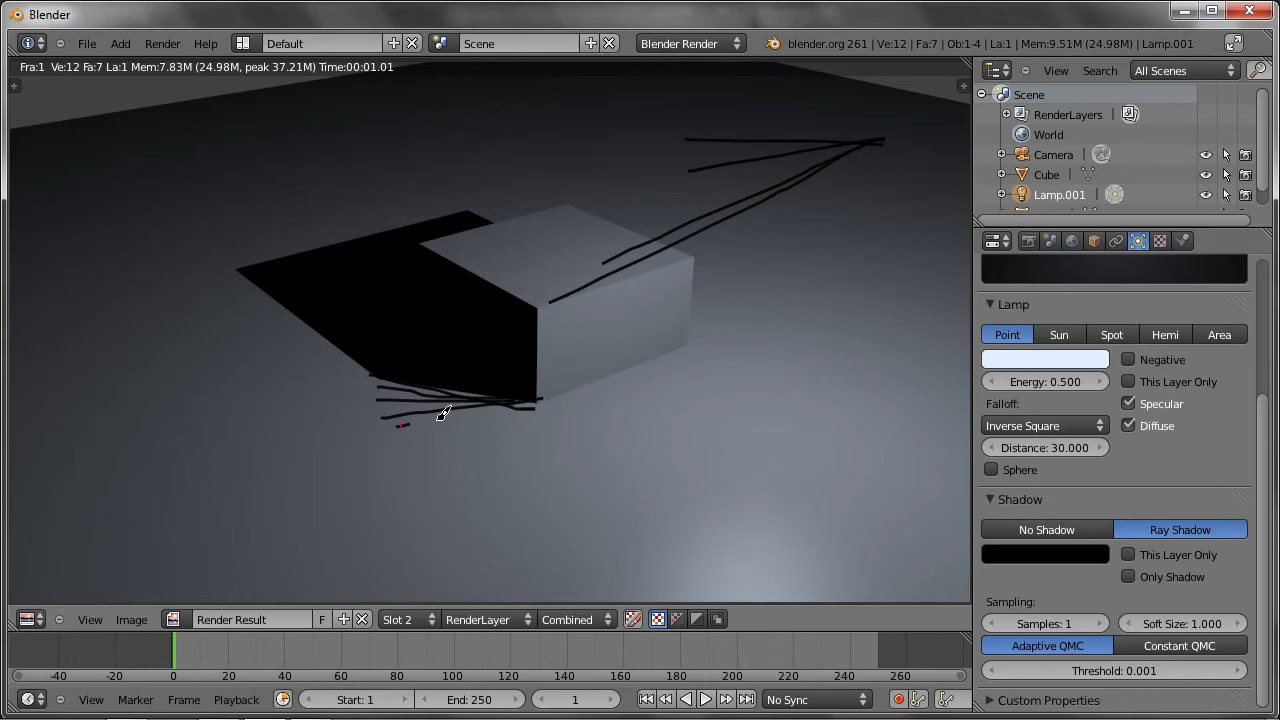 Blender
File Add Render Help Default Scene Blender Render blender.org 261 | Ve:12 | Fa:7 | Ob:1-4 | La:1 | Mem:9.51M (24.98M) | Lamp.001
Fra:1 Ve:12 Fa:7 La:1 Mem:7.83M (24.98M, peak 37.21M) Time:00:01.01
View Search All Scenes
Scene
RenderLayers |
World
Camera |
Cube |
Lamp.001 |
Lamp
Point Sun Spot Hemi Area
Negative
Energy: 0.500 This Layer Only
Falloff: Specular
Inverse Square Diffuse
Distance: 30.000
Sphere
Shadow
No Shadow Ray Shadow
This Layer Only
Only Shadow
Sampling:
Samples: 1 Soft Size: 1.000
Adaptive QMC Constant QMC
Threshold: 0.001
Custom Properties
View Image Render Result F Slot 2 RenderLayer Combined
-40 -20 0 20 40 60 80 100 120 140 160 180 200 220 240 260
View Marker Frame Playback Start: 1 End: 250 1 No Sync